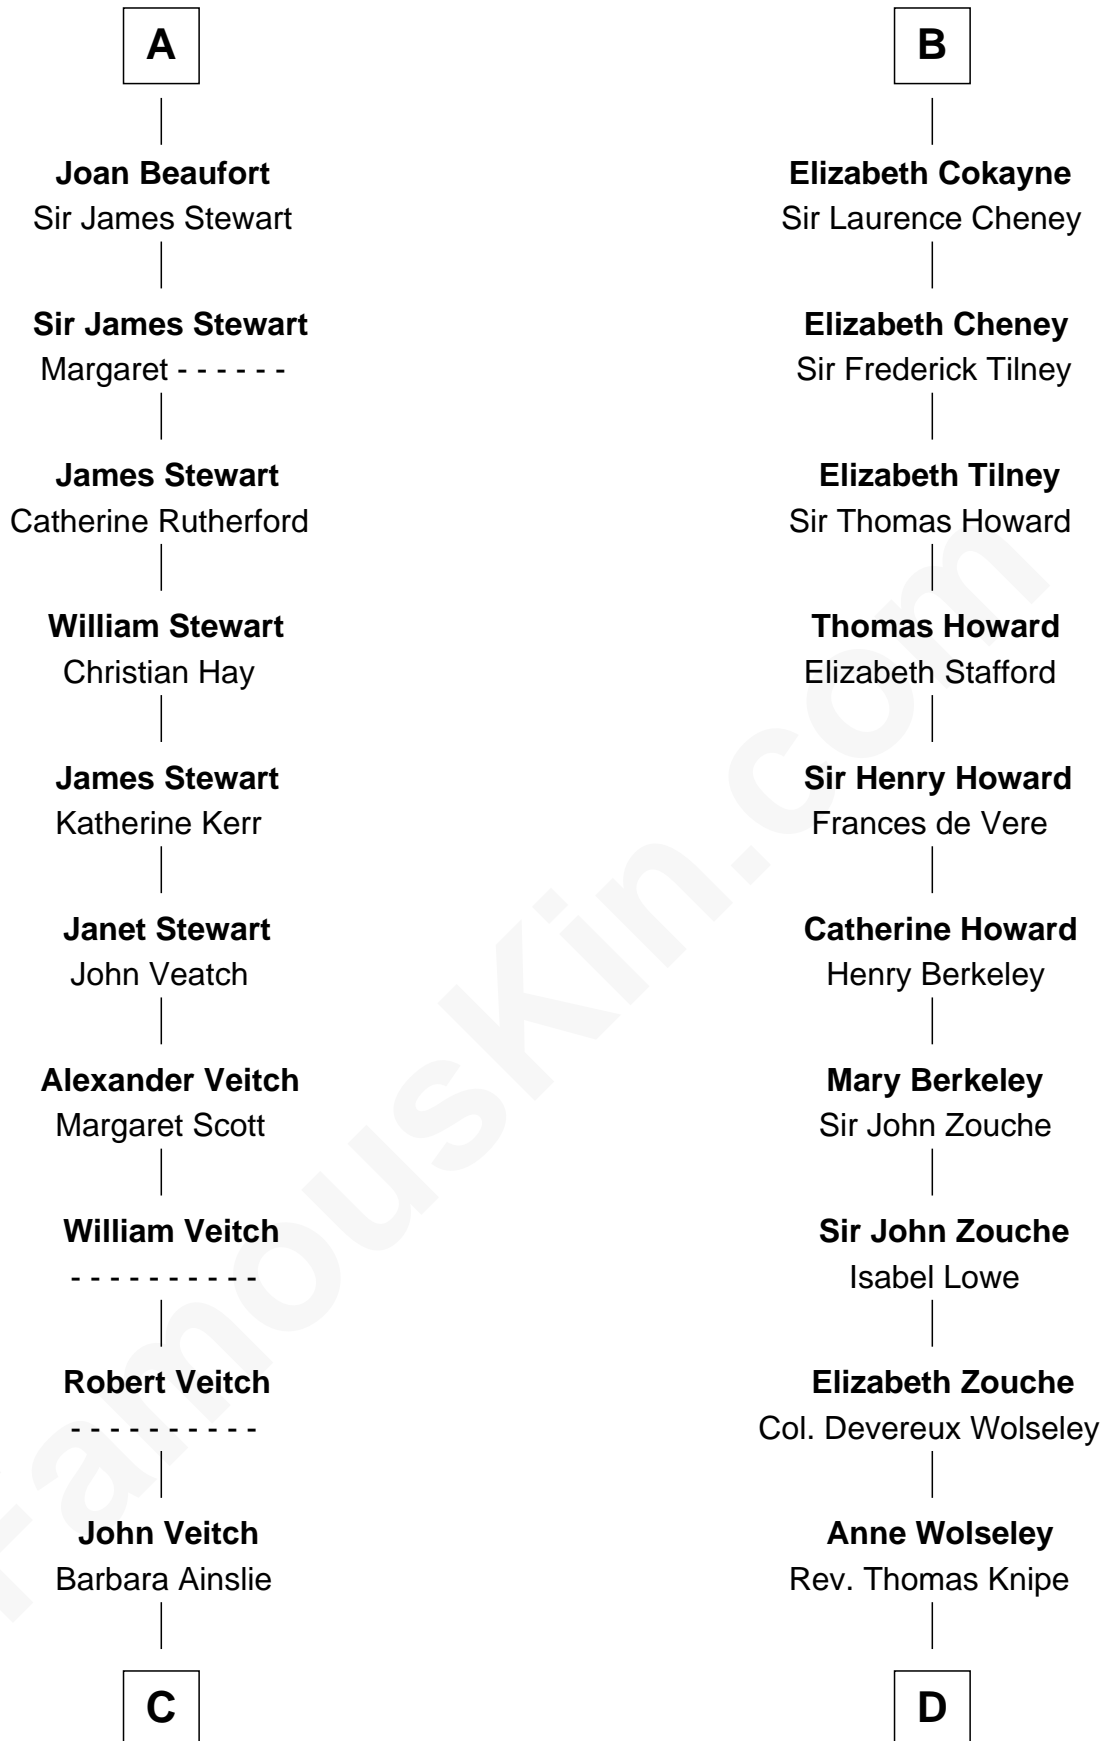 A
Joan Beaufort
Sir James Stewart
Sir James Stewart
Margaret - - - - - -
James Stewart
Catherine Rutherford
William Stewart
Christian Hay
James Stewart
Katherine Kerr
Janet Stewart
John Veatch
Alexander Veitch
Margaret Scott
William Veitch
- - - - - - - - - -
Robert Veitch
- - - - - - - - - -
John Veitch
Barbara Ainslie
C
B
Elizabeth Cokayne
Sir Laurence Cheney
Elizabeth Cheney
Sir Frederick Tilney
Elizabeth Tilney
Sir Thomas Howard
Thomas Howard
Elizabeth Stafford
Sir Henry Howard
Frances de Vere
Catherine Howard
Henry Berkeley
Mary Berkeley
Sir John Zouche
Sir John Zouche
Isabel Lowe
Elizabeth Zouche
Col. Devereux Wolseley
Anne Wolseley
Rev. Thomas Knipe
D
FamousKin.com